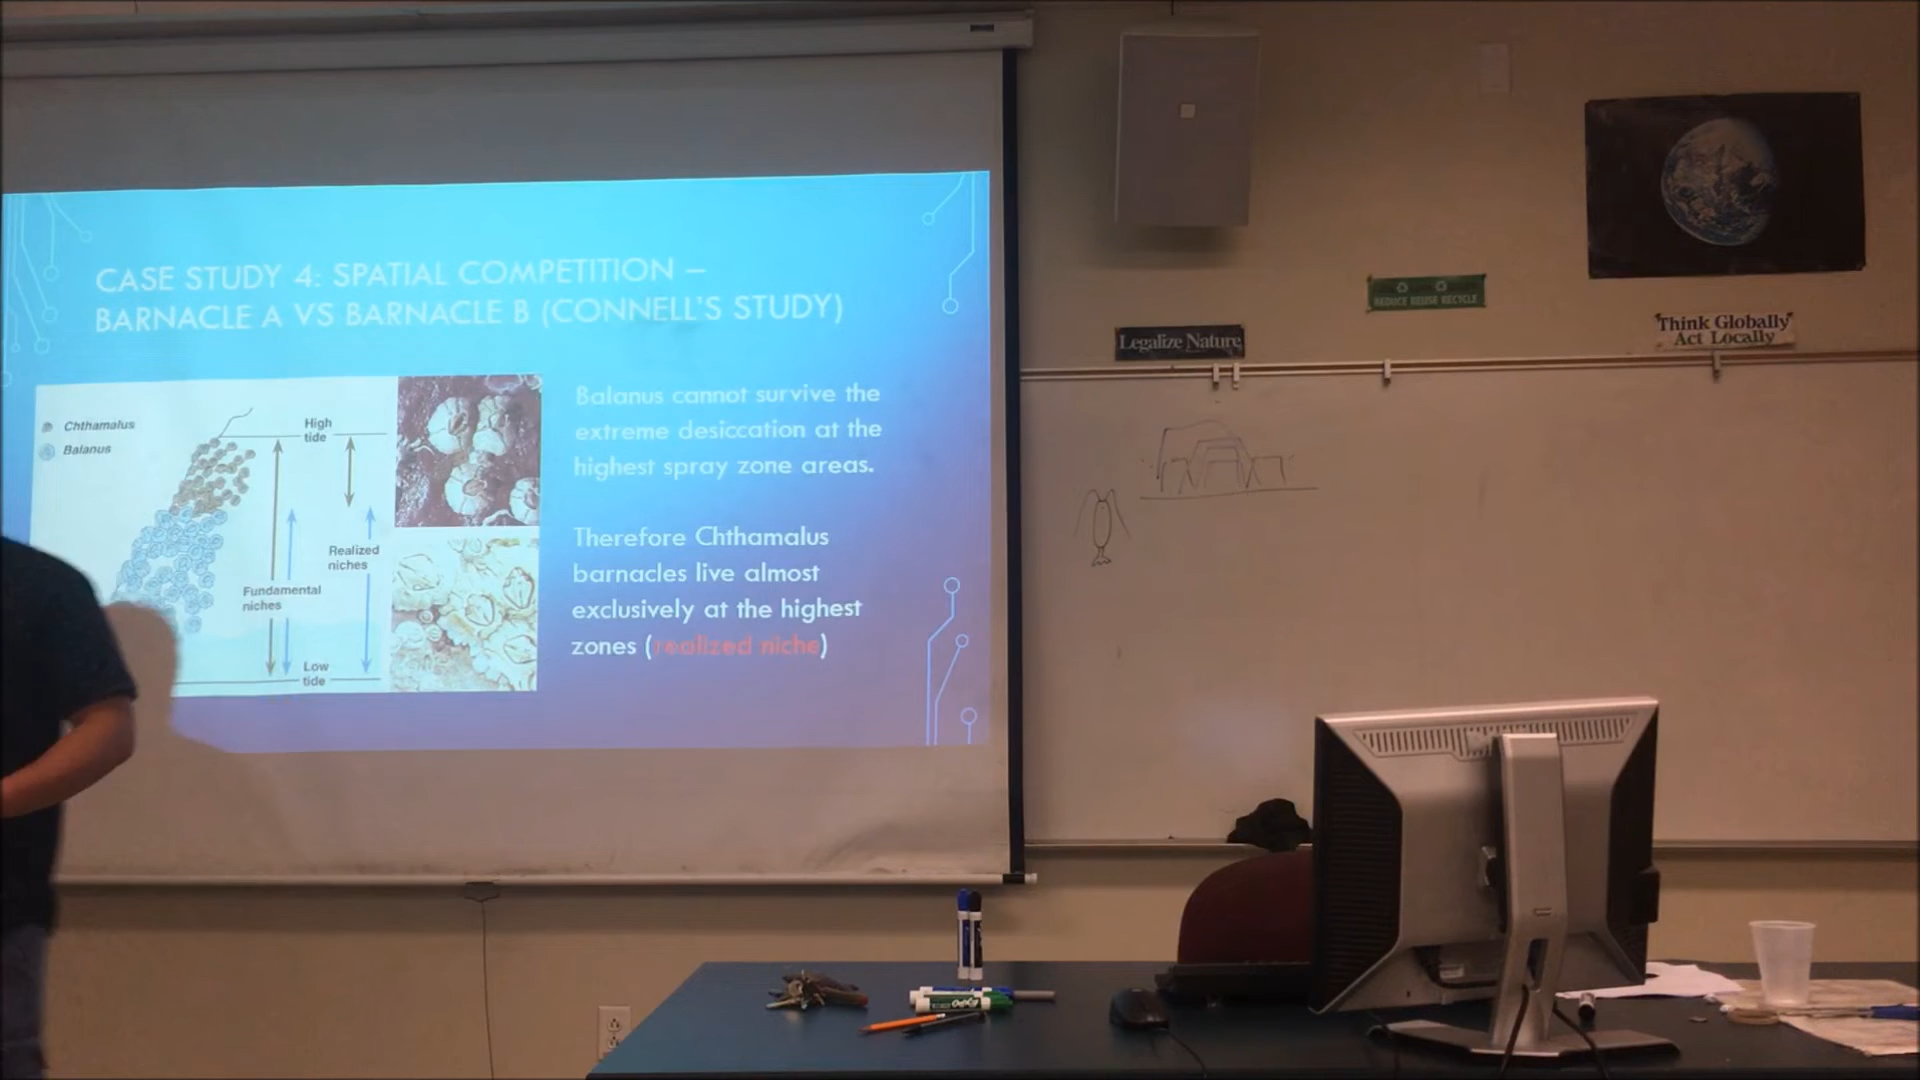 CASE STUDY 4: SPATIAL COMPETITION –
BARNACLE A VS BARNACLE B (CONNELL'S STUDY)
Chthamalus
Balanus
High
tide
Realized
niches
Fundamental
niches
Low
tide
Balanus cannot survive the
extreme desiccation at the
highest spray zone areas.
Therefore Chthamalus
barnacles live almost
exclusively at the highest
zones (realized niche)
Legalize Nature
REDUCE REUSE RECYCLE
Think Globally
Act Locally